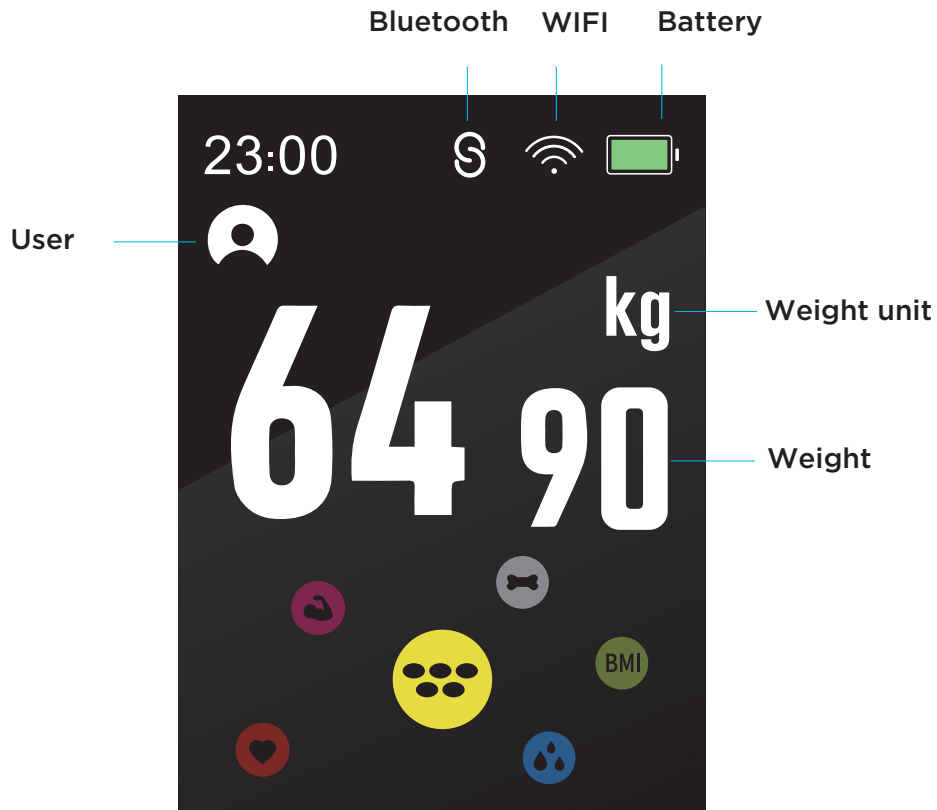 Bluetooth WIFI Battery
23:00
User
kg
Weight unit
64 90
Weight
BMI